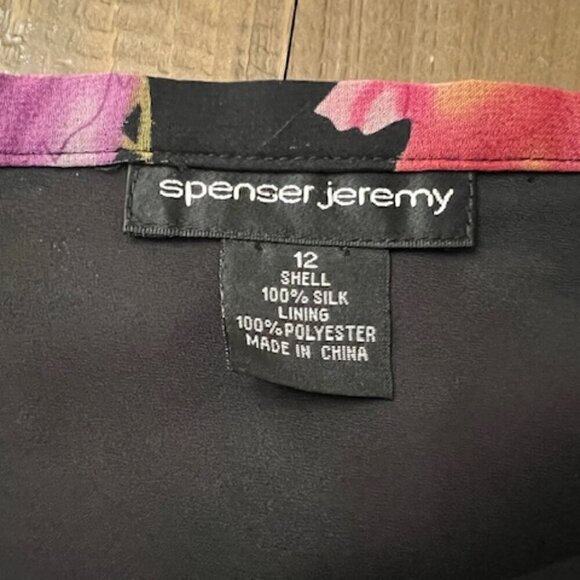 spenser jeremy
12
SHELL
100% SILK
LINING
100% POLYESTER
MADE IN CHINA